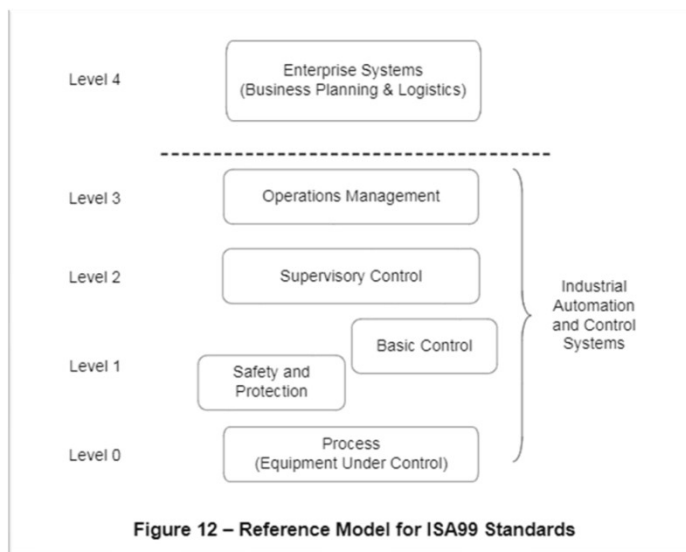 Level 4
Enterprise Systems
(Business Planning & Logistics)
Level 3
Operations Management
Level 2
Supervisory Control
Industrial
Automation
and Control
Systems
Basic Control
Level 1
Safety and
Protection
Level 0
Process
(Equipment Under Control)
Figure 12 – Reference Model for ISA99 Standards